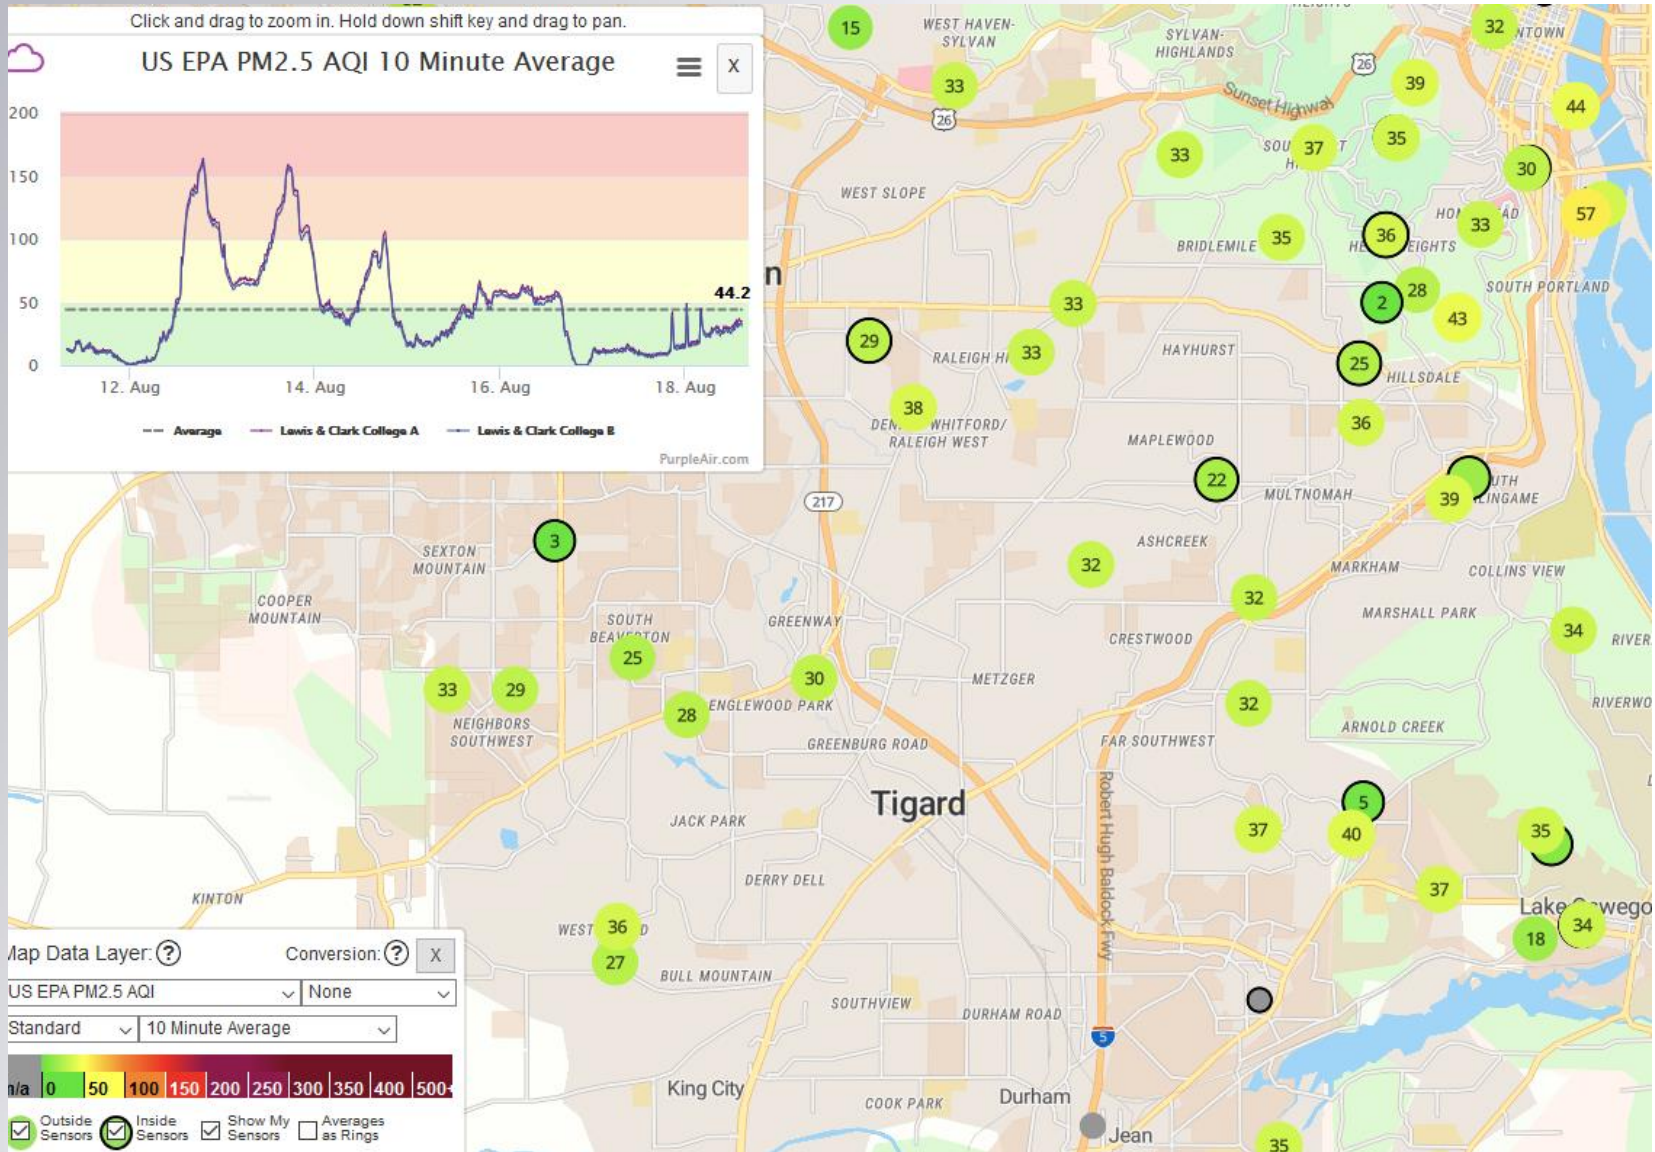 Click and drag to zoom in. Hold down shift key and drag to pan.
US EPA PM2.5 AQI 10 Minute Average
X
200
150
100
50
0
44.2
12. Aug
14. Aug
16. Aug
18. Aug
Average
Lewis & Clark College A
Lewis & Clark College B
PurpleAir.com
15
WEST HAVEN-
SYLVAN
33
26
SYLVAN-
HIGHLANDS
26
Sunset Highway
32
NTOWN
39
44
33
37
35
30
WEST SLOPE
57
33
BRIDLEMILE
35
36
EIGHTS
SOUTH PORTLAND
2
28
43
33
n
29
RALEIGH HI
33
HAYHURST
25
HILLSDALE
38
WHITFORD/
RALEIGH WEST
36
MAPLEWOOD
22
MULTNOMAH
39
217
3
SEXTON
MOUNTAIN
ASHCREEK
32
MARKHAM
COLLINS VIEW
COOPER
MOUNTAIN
SOUTH
BEAVERTON
GREENWAY
32
MARSHALL PARK
CRESTWOOD
34
RIVER
25
30
METZGER
33
29
28
ENGLEWOOD PARK
32
RIVERWO
NEIGHBORS
SOUTHWEST
GREENBURG ROAD
FAR SOUTHWEST
ARNOLD CREEK
Tigard
Robert Hugh Baldock Fwy
5
JACK PARK
37
40
35
DERRY DELL
37
KINTON
Lake
wego
36
WEST
D
34
18
27
BULL MOUNTAIN
SOUTHVIEW
DURHAM ROAD
5
King City
COOK PARK
Durham
Jean
35
Map Data Layer: ?
Conversion: ?
X
US EPA PM2.5 AQI
None
Standard
10 Minute Average
n/a 0 50 100 150 200 250 300 350 400 500+
Outside
Sensors
Inside
Sensors
Show My
Sensors
Averages
as Rings